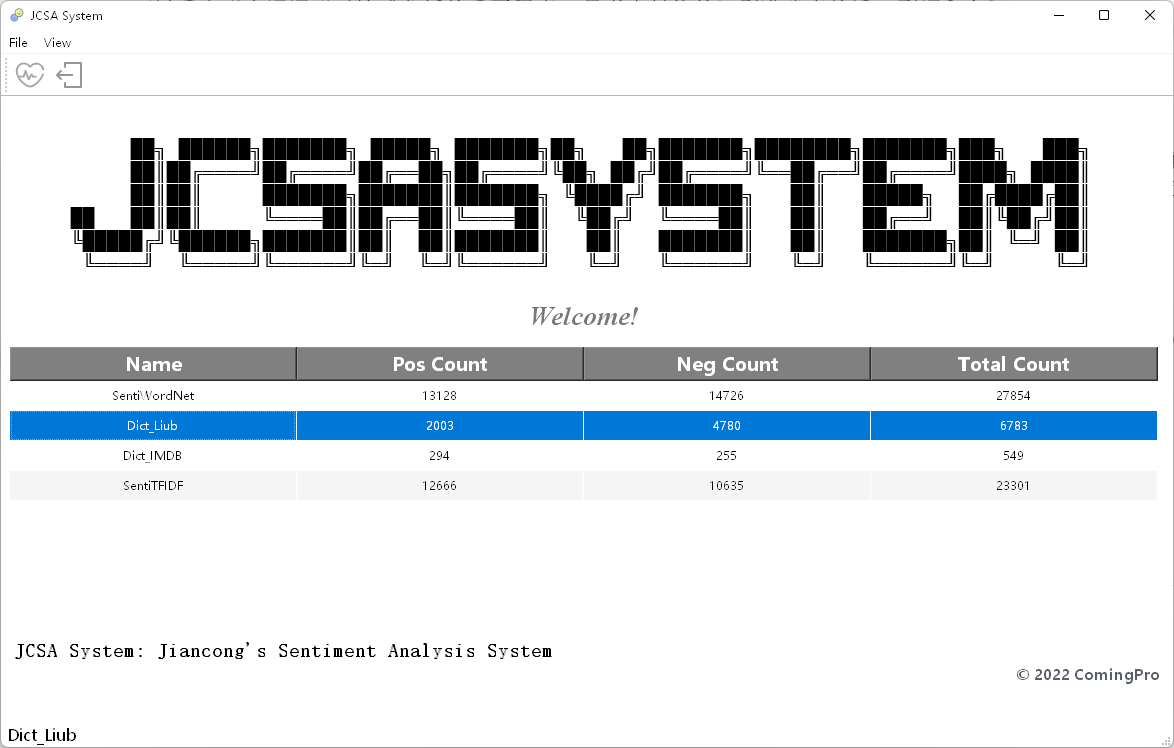 JCSA System
File View
JCSASYSTEM
Welcome!
Name Pos Count Neg Count Total Count
SentiWordNet 13128 14726 27854
Dict_Liub 2003 4780 6783
Dict_IMDB 294 255 549
SentiTFIDF 12666 10635 23301
JCSA System: Jiancong's Sentiment Analysis System
© 2022 ComingPro
Dict_Liub